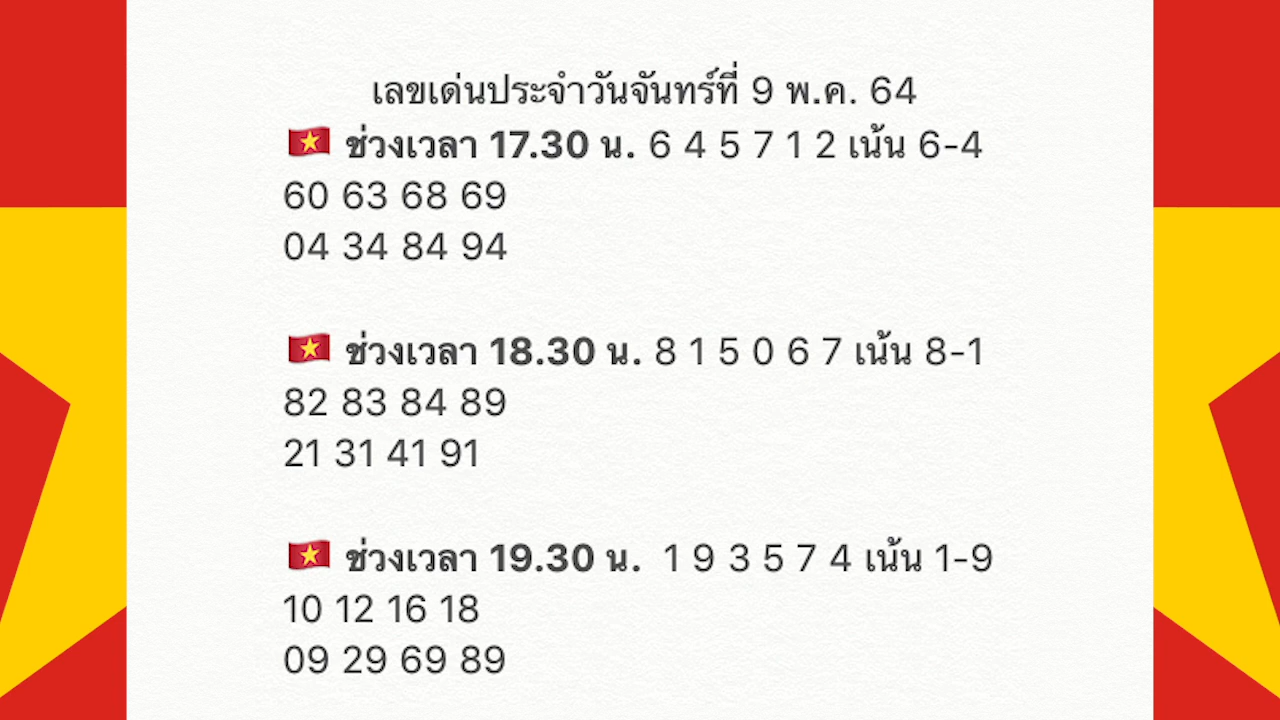 เลขเด่นประจำวันจันทร์ที่ 9 พ.ค. 64
🇻🇳 ช่วงเวลา 17.30 น. 6 4 5 7 1 2 เน้น 6-4
60 63 68 69
04 34 84 94
🇻🇳 ช่วงเวลา 18.30 น. 8 1 5 0 6 7 เน้น 8-1
82 83 84 89
21 31 41 91
🇻🇳 ช่วงเวลา 19.30 น. 1 9 3 5 7 4 เน้น 1-9
10 12 16 18
09 29 69 89